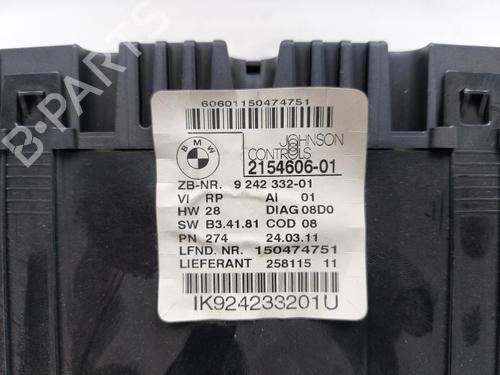 60601150474751
BMW
JOHNSON
CONTROLS
2154606-01
ZB-NR. 9 242 332-01
VI RP AI 01
HW 28 DIAG 08D0
SW B3.41.81 COD 08
PN 274 24.03.11
LFND. NR. 150474751
LIEFERANT 258115 11
IK924233201U
B-PARTS